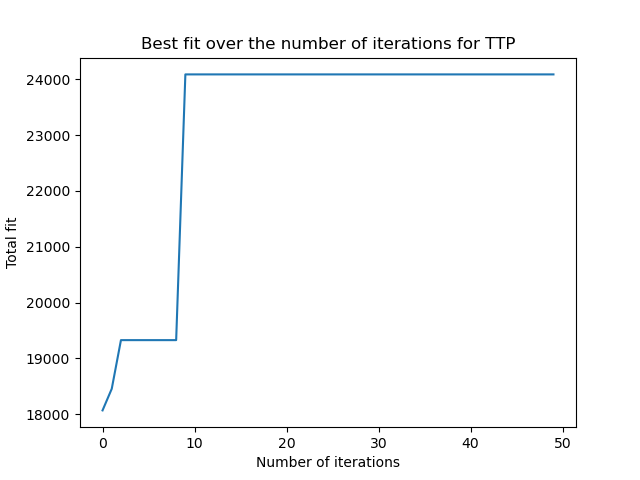 Best fit over the number of iterations for TTP
24000
23000
22000
21000
20000
19000
18000
Total fit
0 10 20 30 40 50
Number of iterations